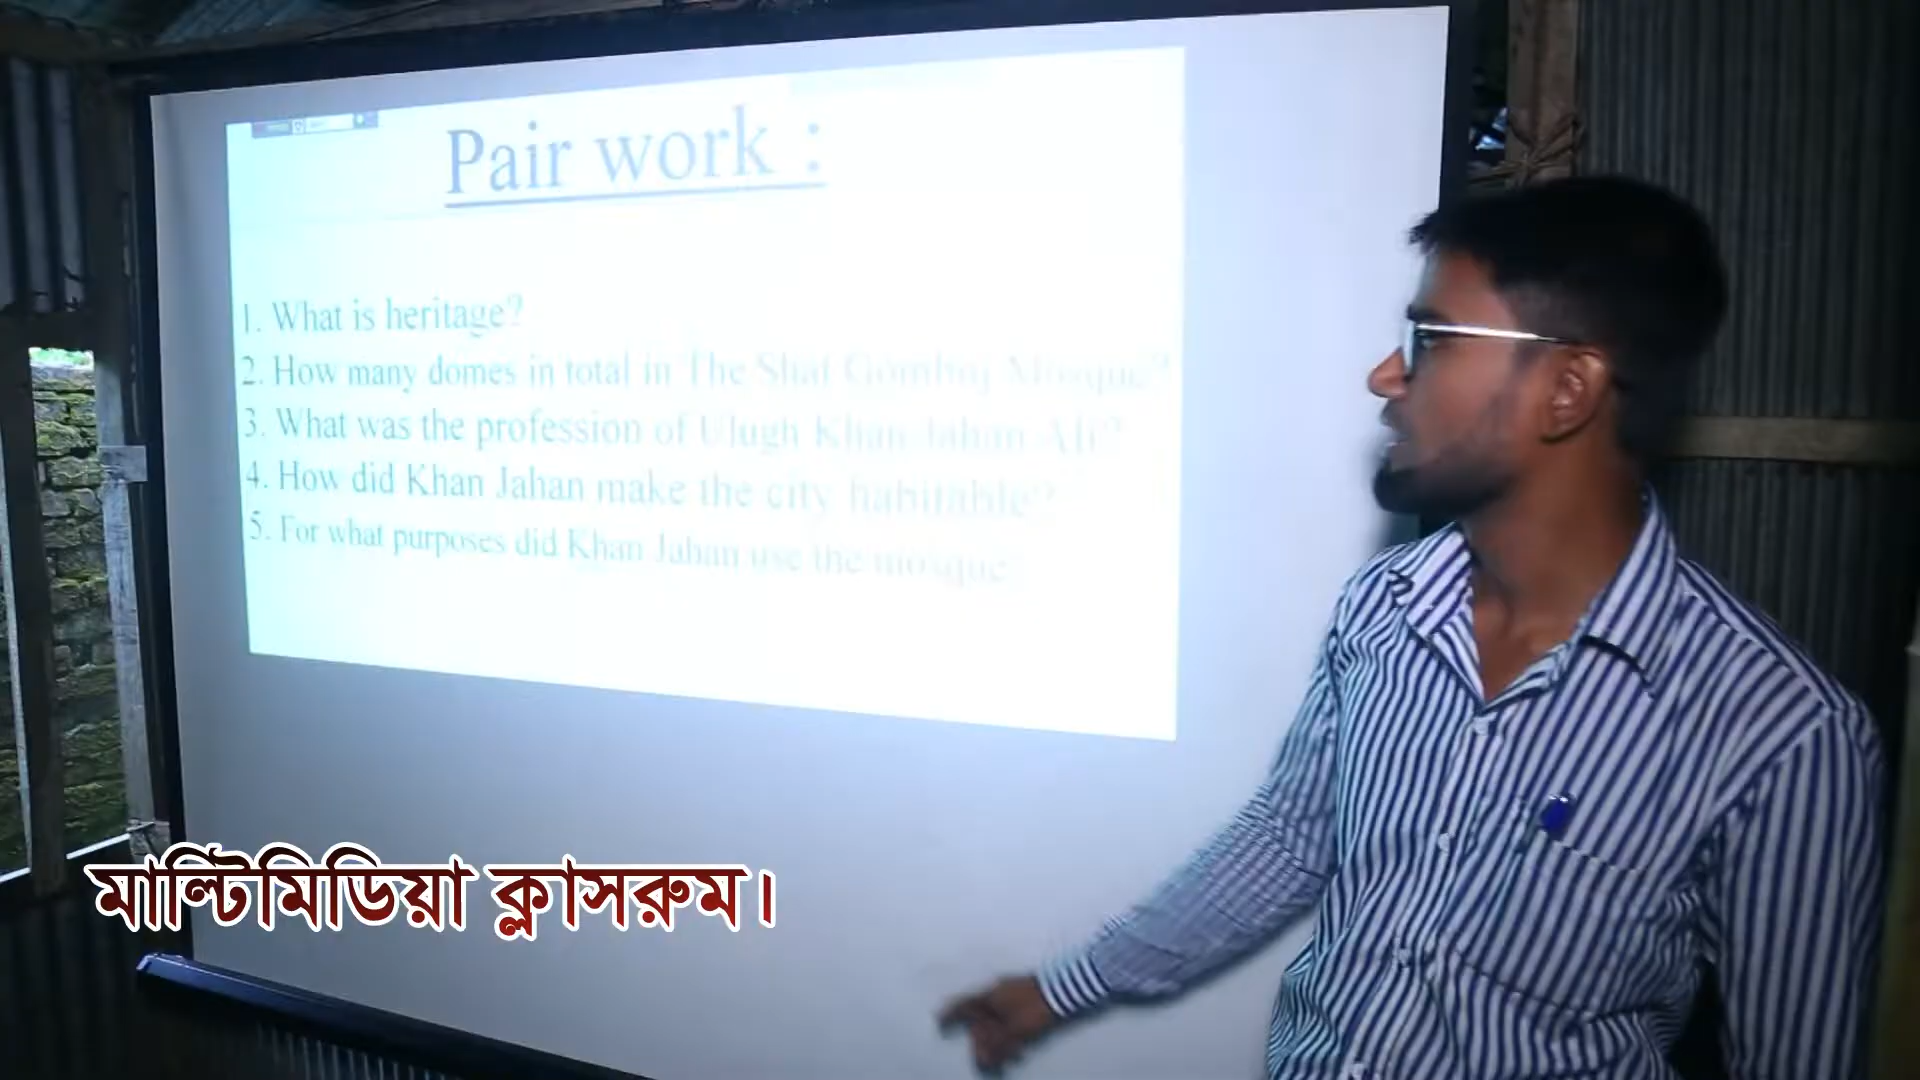 Pair work :
1. What is heritage?
2. How many domes in total in The Shat Gombuj Mosque?
3. What was the profession of Ulugh Khan Jahan Ali?
4. How did Khan Jahan make the city habitable?
5. For what purposes did Khan Jahan use the mosque
মাল্টিমিডিয়া ক্লাসরুম।